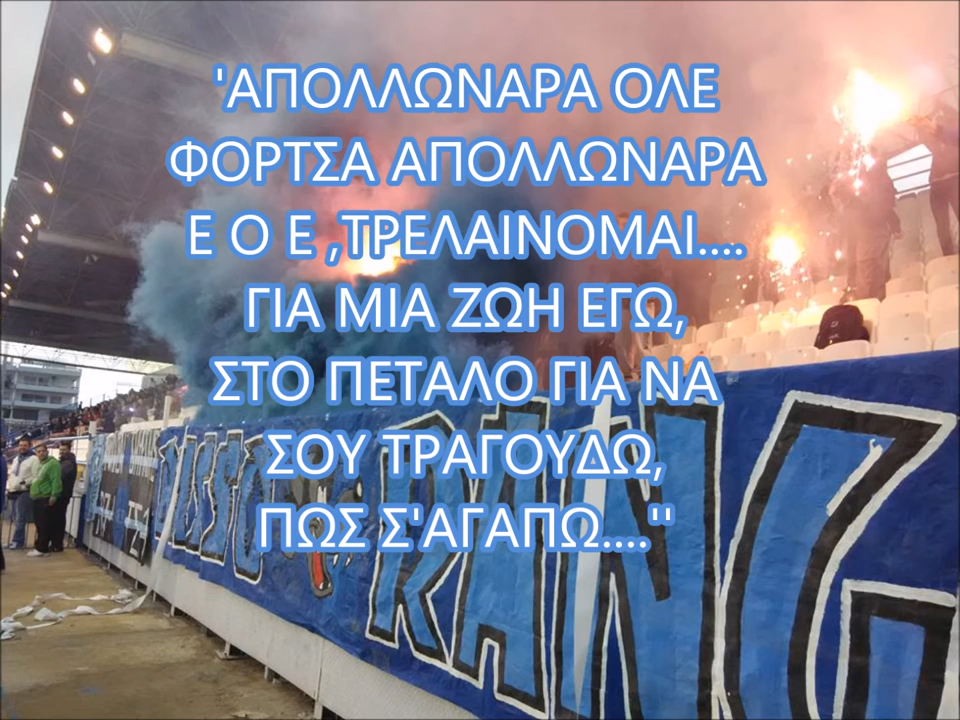 'ΑΠΟΛΛΩΝΑΡΑ ΟΛΕ
ΦΟΡΤΣΑ ΑΠΟΛΛΩΝΑΡΑ
Ε Ο Ε ,ΤΡΕΛΑΙΝΟΜΑΙ....
ΓΙΑ ΜΙΑ ΖΩΗ ΕΓΩ,
ΣΤΟ ΠΕΤΑΛΟ ΓΙΑ ΝΑ
ΣΟΥ ΤΡΑΓΟΥΔΩ,
ΠΩΣ Σ'ΑΓΑΠΩ....''